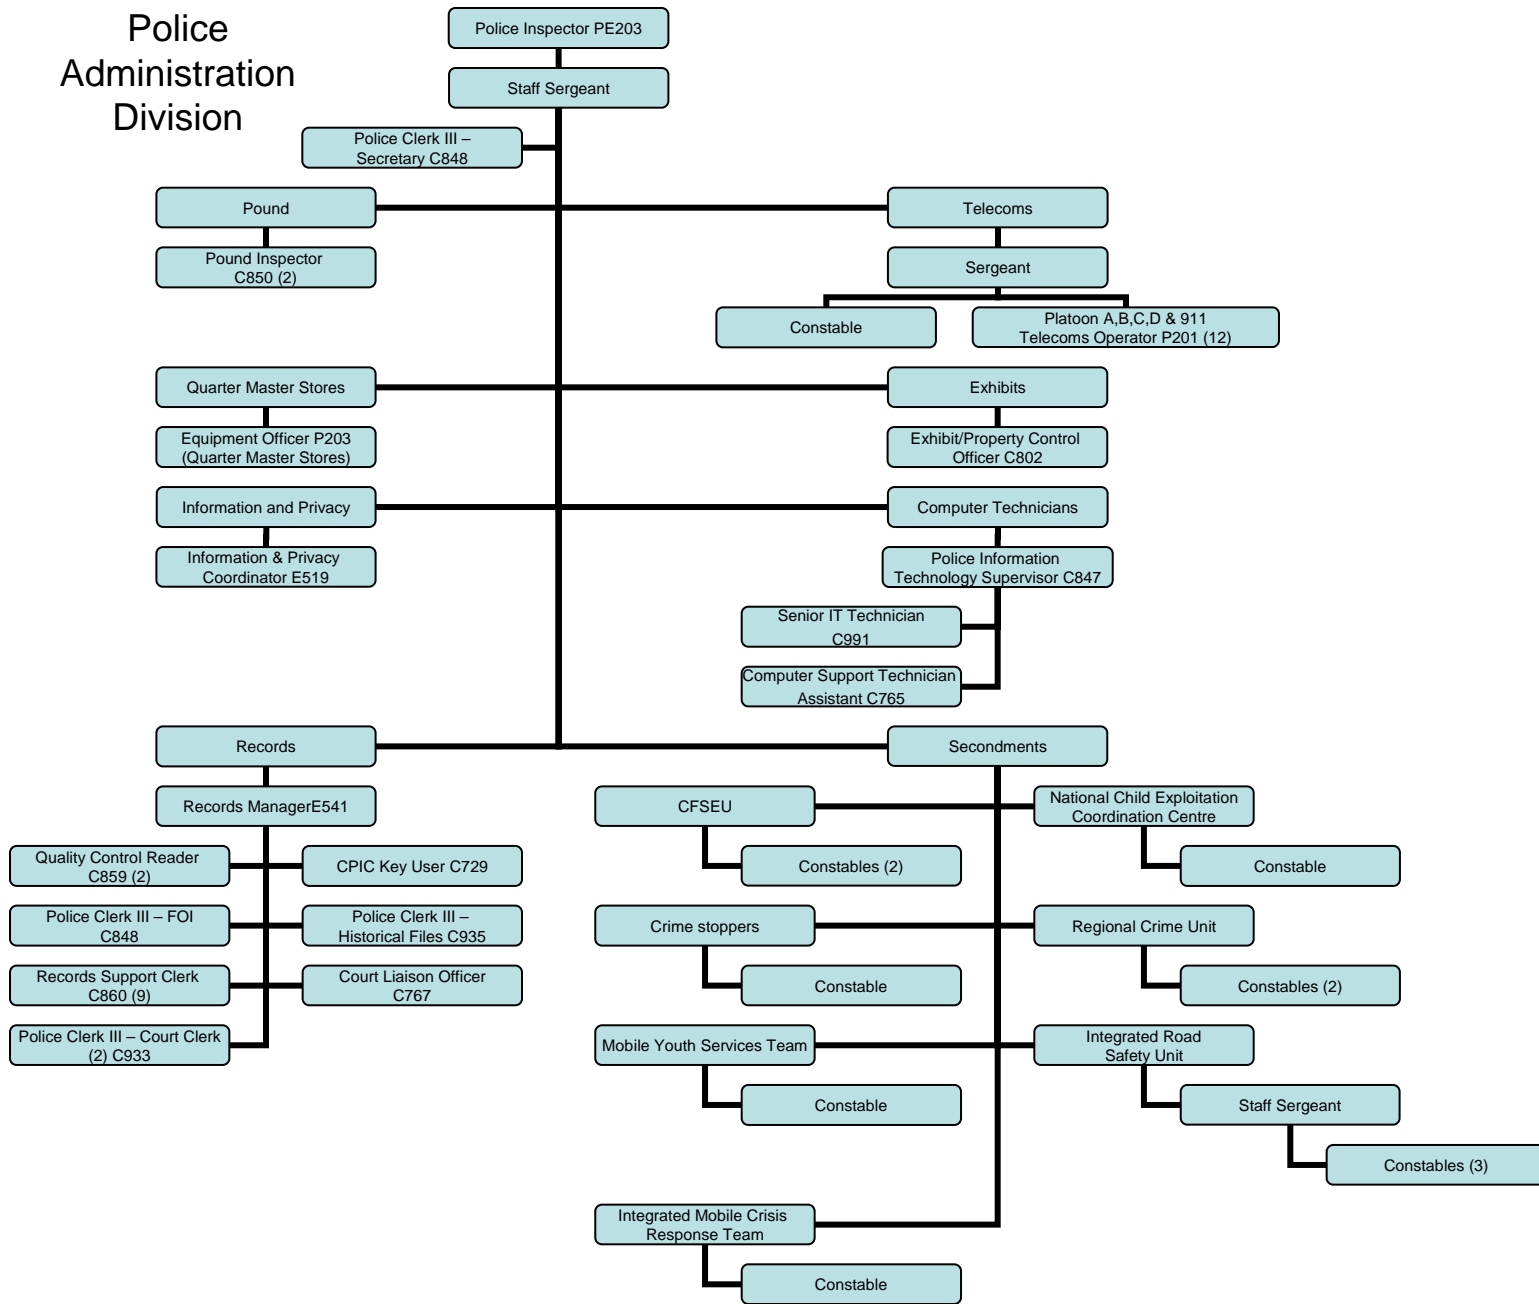 Police
Administration
Division
Police Inspector PE203
Staff Sergeant
Police Clerk III –
Secretary C848
Pound
Telecoms
Pound Inspector
C850 (2)
Sergeant
Constable
Platoon A,B,C,D & 911
Telecoms Operator P201 (12)
Quarter Master Stores
Exhibits
Equipment Officer P203
(Quarter Master Stores)
Exhibit/Property Control
Officer C802
Information and Privacy
Computer Technicians
Information & Privacy
Coordinator E519
Police Information
Technology Supervisor C847
Senior IT Technician
C991
Computer Support Technician
Assistant C765
Records
Secondments
Records ManagerE541
CFSEU
National Child Exploitation
Coordination Centre
Quality Control Reader
C859 (2)
CPIC Key User C729
Constables (2)
Constable
Police Clerk III – FOI
C848
Police Clerk III –
Historical Files C935
Crime stoppers
Regional Crime Unit
Records Support Clerk
C860 (9)
Court Liaison Officer
C767
Constable
Constables (2)
Police Clerk III – Court Clerk
(2) C933
Mobile Youth Services Team
Integrated Road
Safety Unit
Constable
Staff Sergeant
Constables (3)
Integrated Mobile Crisis
Response Team
Constable